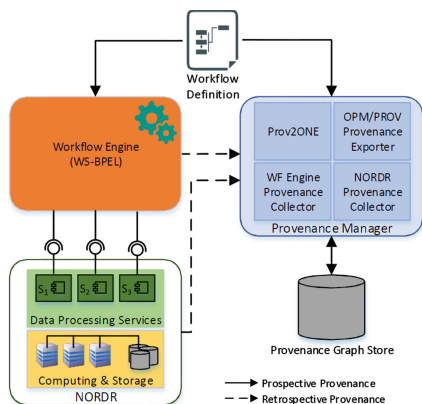 Workflow
Definition
Workflow Engine
(WS-BPEL)
Prov2ONE
OPM/PROV
Provenance
Exporter
WF Engine
Provenance
Collector
NORDR
Provenance
Collector
Provenance Manager
S1
S2
S3
Data Processing Services
Computing & Storage
NORDR
Provenance Graph Store
Prospective Provenance
Retrospective Provenance